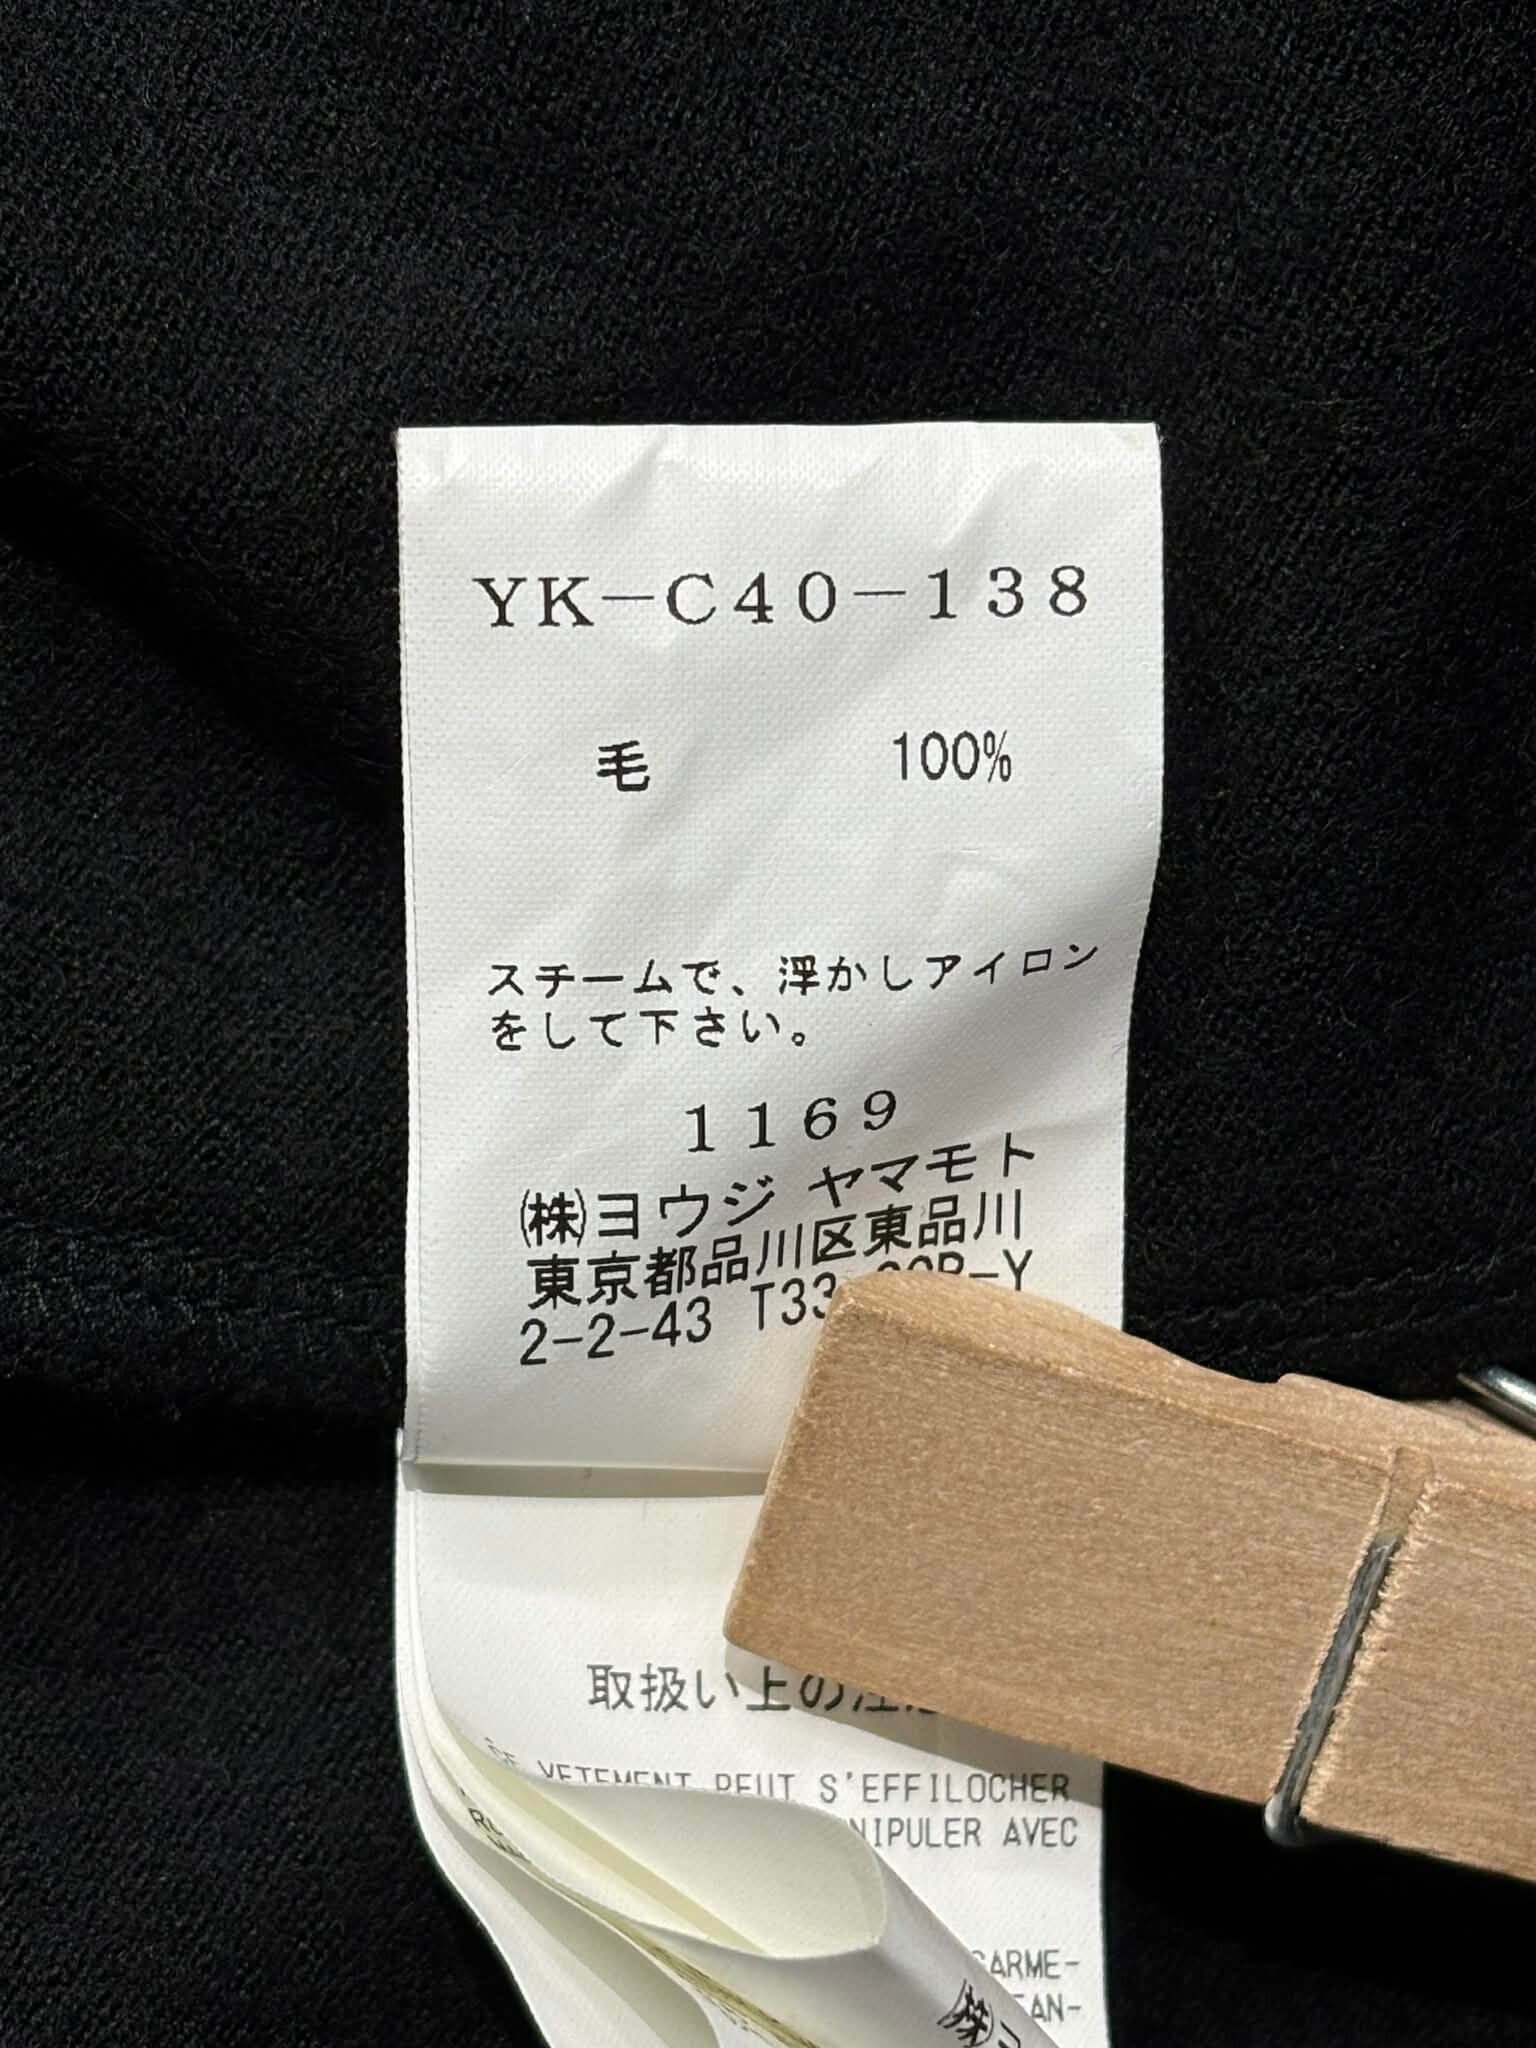 YK-C40-138
毛 100%
スチームで、浮かしアイロン
をして下さい。
1169
㈱ヨウジ ヤマモト
東京都品川区東品川
2-2-43 T33
取扱い上の
VETEMENT PEUT S'EFFILOCHER
AVEC